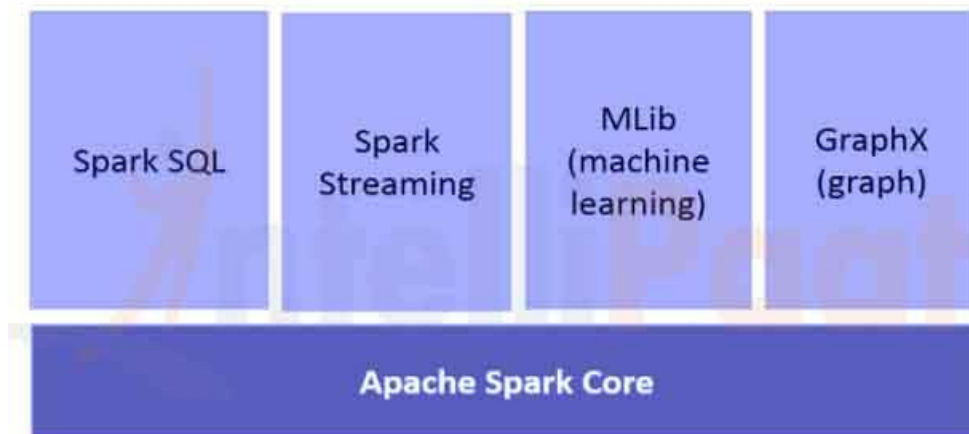 Spark SQL
Spark
Streaming
MLib
(machine
learning)
GraphX
(graph)
Apache Spark Core